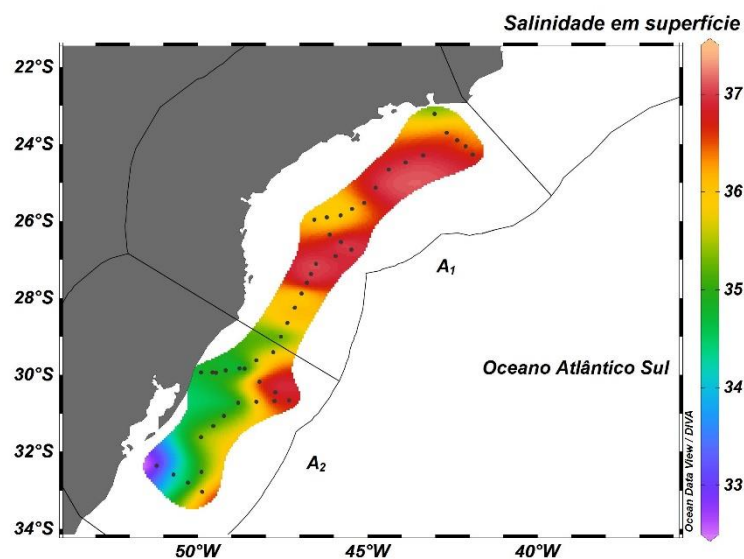 Salinidade em superfície
22°S
24°S
26°S
28°S
30°S
32°S
34°S
50°W
45°W
40°W
A1
A2
Oceano Atlântico Sul
37
36
35
34
33
Ocean Data View / DIVA